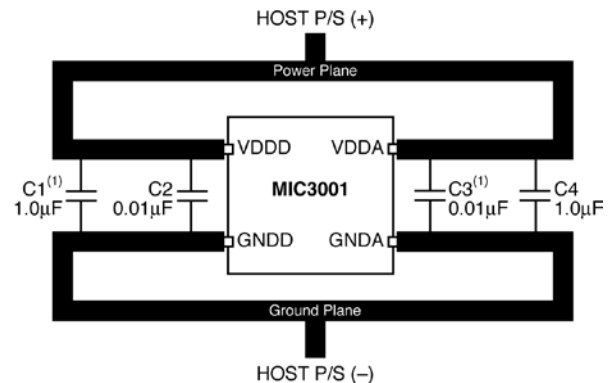 HOST P/S (+)
Power Plane
VDDD VDDA
C1(1) C2 MIC3001 C3(1) C4
1.0µF 0.01µF 0.01µF 1.0µF
GNDD GNDA
Ground Plane
HOST P/S (–)